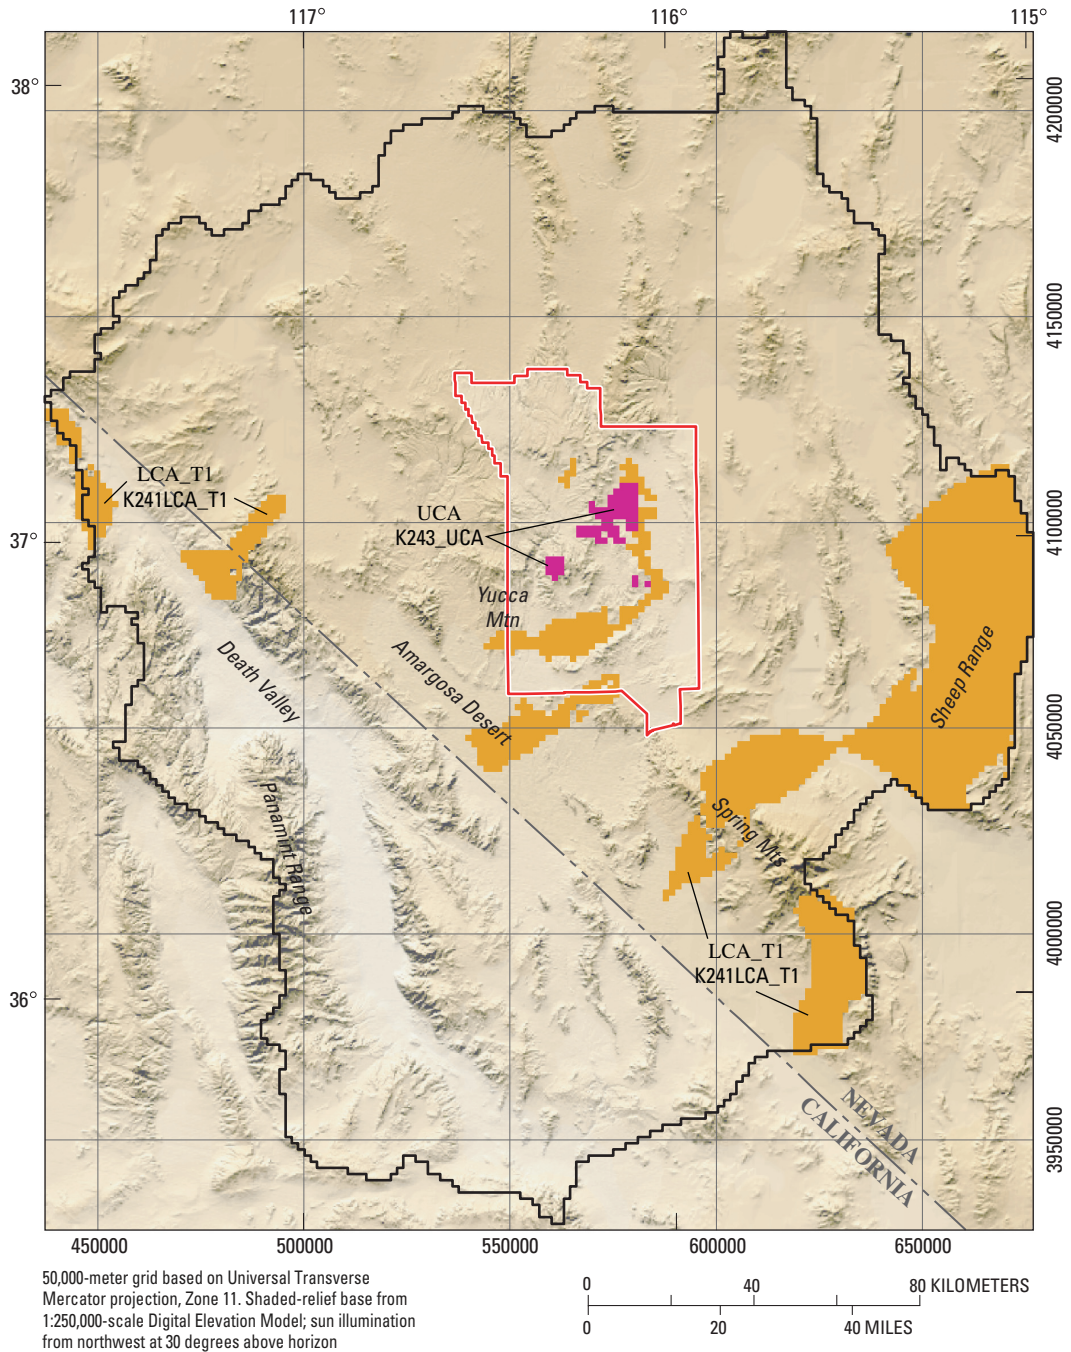 117°
116°
115°
38°
4200000
4150000
LCA_T1
K241LCA_T1
UCA
K243_UCA
4100000
37°
Yucca
Mtn
Death Valley
Amargosa Desert
Sheep Range
4050000
Panamint Range
Spring Mts
LCA_T1
K241LCA_T1
4000000
36°
NEVADA
CALIFORNIA
3950000
450000
500000
550000
600000
650000
50,000-meter grid based on Universal Transverse
Mercator projection, Zone 11. Shaded-relief base from
1:250,000-scale Digital Elevation Model; sun illumination
from northwest at 30 degrees above horizon
0 40 80 KILOMETERS
0 20 40 MILES